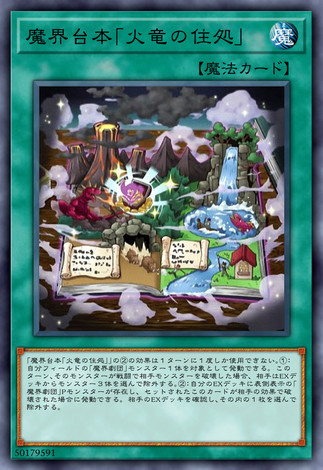 魔界台本「火竜の住処」
魔
【魔法カード】
「魔界台本「火竜の住処」」の②の効果は１ターンに１度しか使用できない。①：
自分フィールドの「魔界劇団」モンスター１体を対象として発動できる。この
ターン、そのモンスターが戦闘で相手モンスターを破壊した場合、相手はEXデ
ッキからモンスター３体を選んで除外する。②：自分のEXデッキに表側表示の
「魔界劇団」Pモンスターが存在し、セットされたこのカードが相手の効果で破
壊された場合に発動できる。相手のEXデッキを確認し、その内の１枚を選んで
除外する。
50179591